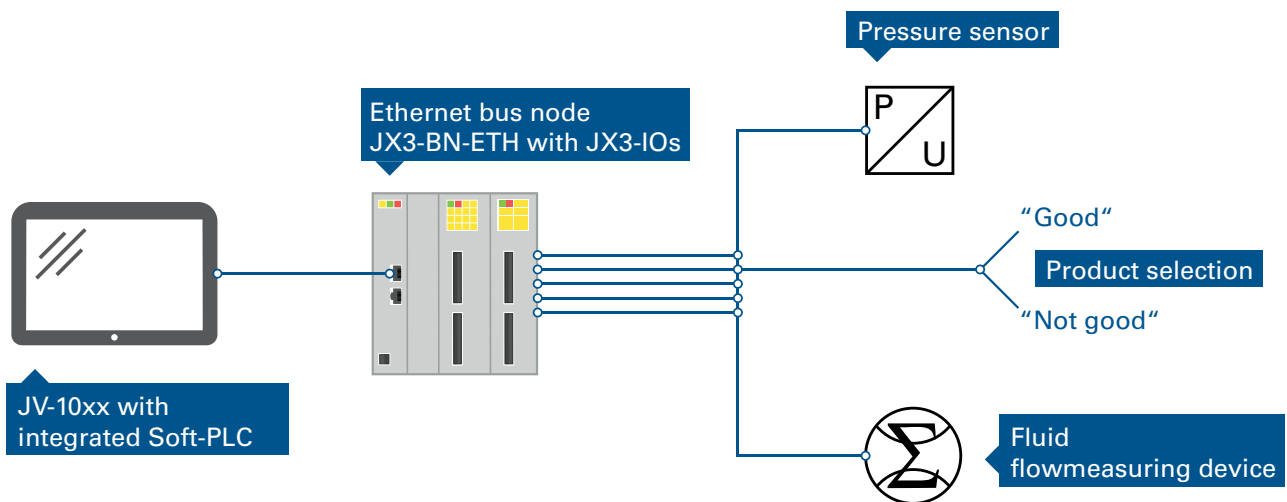 Pressure sensor
P
U
Ethernet bus node
JX3-BN-ETH with JX3-IOs
“Good“
Product selection
“Not good“
JV-10xx with
integrated Soft-PLC
Σ
Fluid
flowmeasuring device